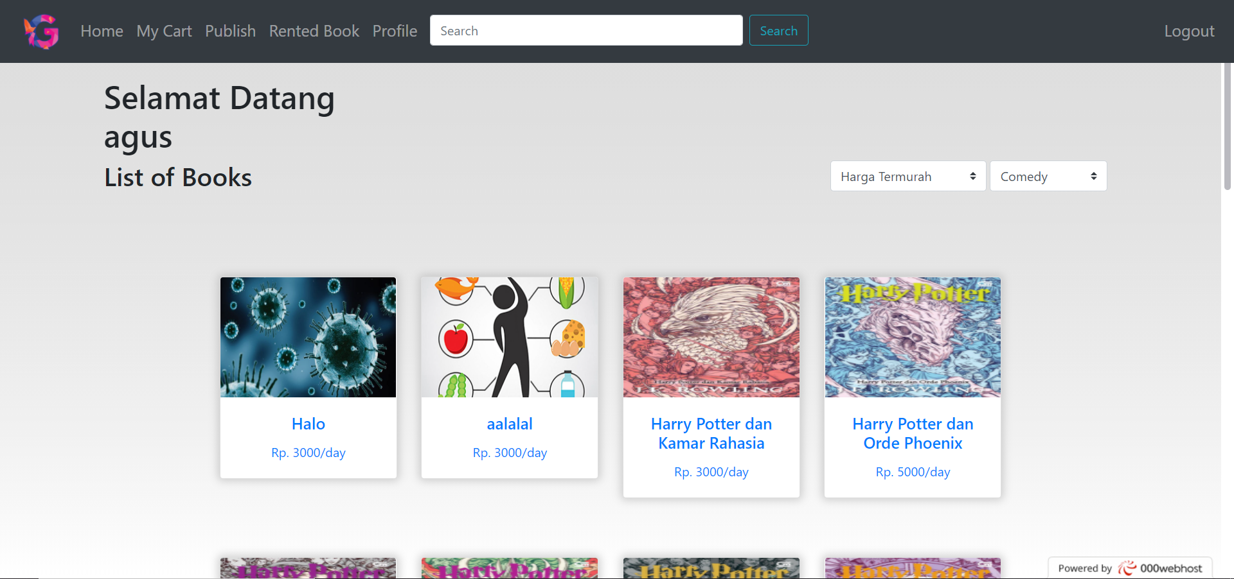 Home My Cart Publish Rented Book Profile Search Search Logout
Selamat Datang
agus
List of Books
Harga Termurah Comedy
Harry Potter
Harry Potter dan Kamar Rahasia
Harry Potter dan Orde Phoenix
J.K. ROWLING
J.K. ROWLING
Halo
aalalal
Harry Potter dan
Kamar Rahasia
Harry Potter dan
Orde Phoenix
Rp. 3000/day
Rp. 3000/day
Rp. 3000/day
Rp. 5000/day
Harry Potter
Harry Potter
Harry Potter
Harry Potter
Powered by 000webhost